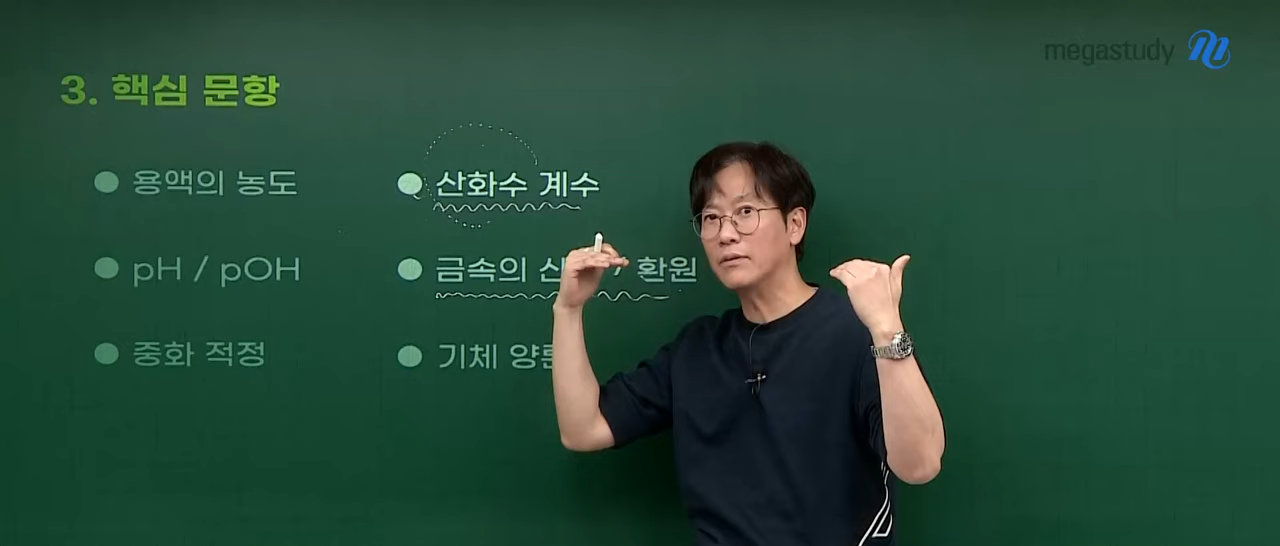 megastudy
3. 핵심 문항
● 용액의 농도
● pH / pOH
● 중화 적정
● 산화수 계수
● 금속의 환원
● 기체